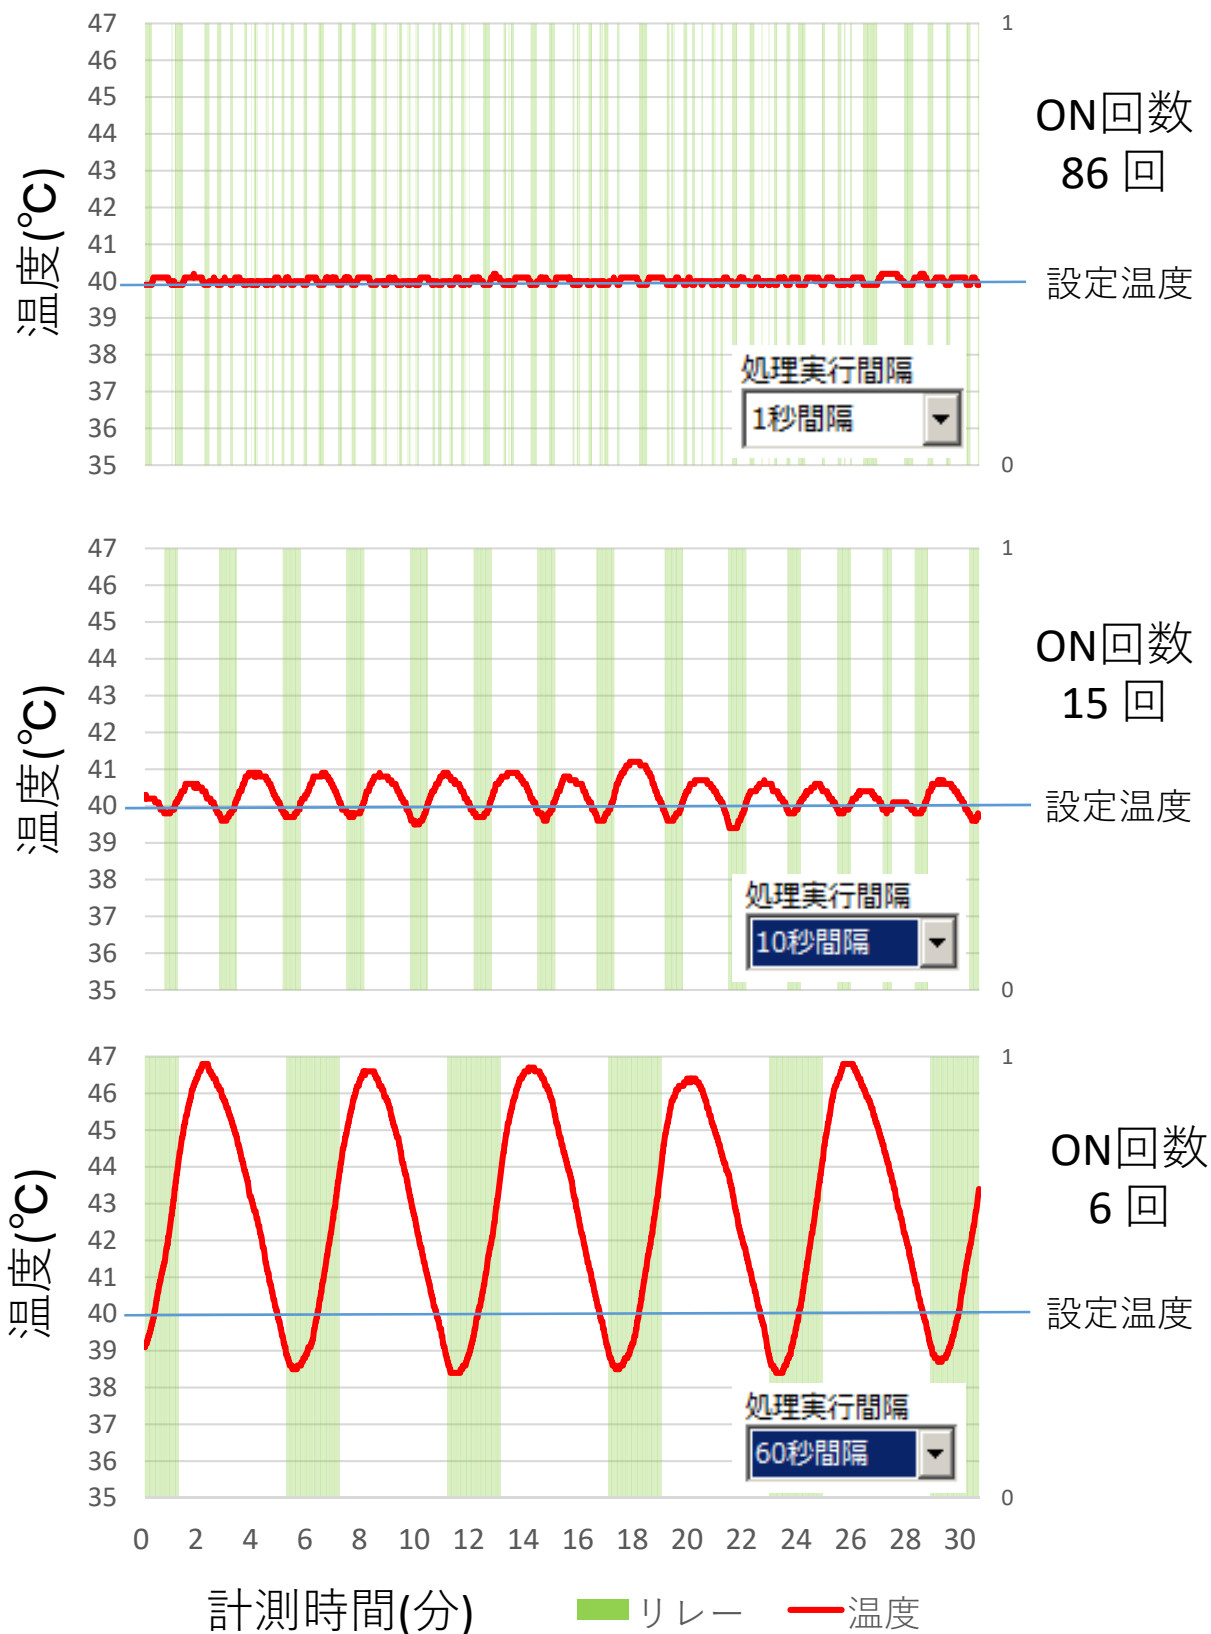 47
46
45
44
43
42
41
40
39
38
37
36
35
温度(℃)
1
0
ON回数
86 回
設定温度
処理実行間隔
1秒間隔
47
46
45
44
43
42
41
40
39
38
37
36
35
温度(℃)
1
0
ON回数
15 回
設定温度
処理実行間隔
10秒間隔
47
46
45
44
43
42
41
40
39
38
37
36
35
温度(℃)
1
0
ON回数
6 回
設定温度
処理実行間隔
60秒間隔
0 2 4 6 8 10 12 14 16 18 20 22 24 26 28 30
計測時間(分)
リレー 温度